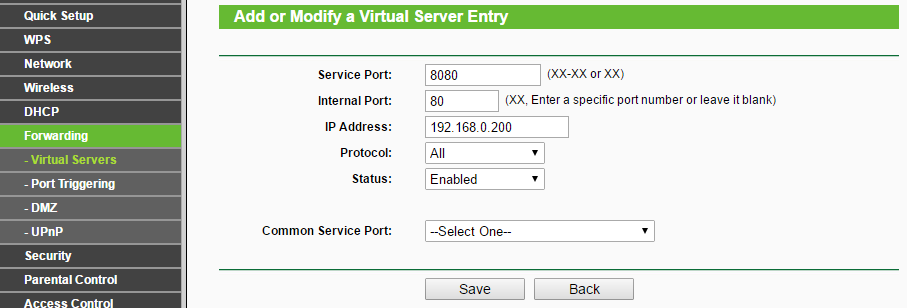 Quick Setup
WPS
Network
Wireless
DHCP
Forwarding
- Virtual Servers
- Port Triggering
- DMZ
- UPnP
Security
Parental Control
Access Control
Add or Modify a Virtual Server Entry
Service Port: 8080 (XX-XX or XX)
Internal Port: 80 (XX, Enter a specific port number or leave it blank)
IP Address: 192.168.0.200
Protocol: All
Status: Enabled
Common Service Port: --Select One--
Save Back